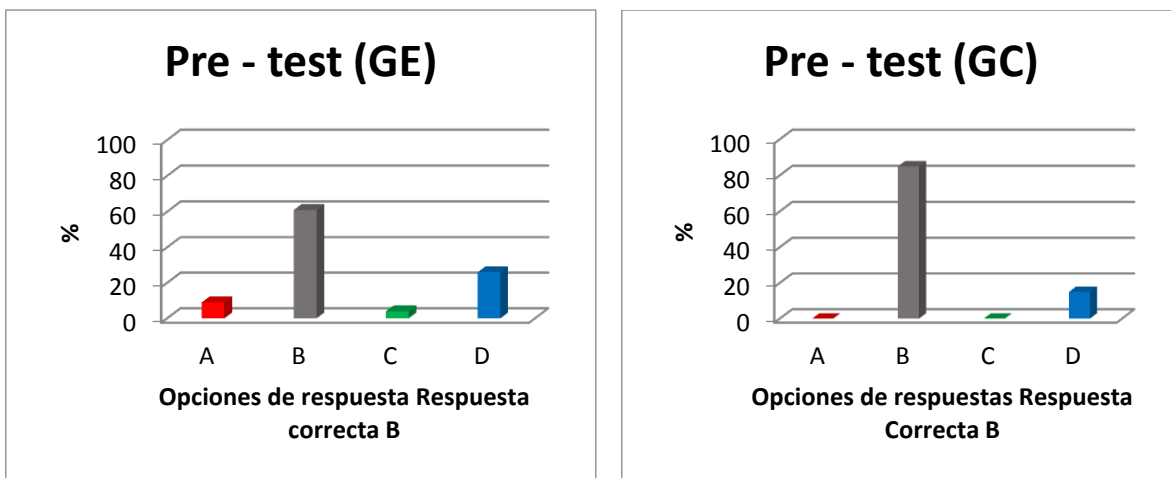 Pre - test (GE)
100
80
60
40
20
0
%
A B C D
Opciones de respuesta Respuesta
correcta B
Pre - test (GC)
100
80
60
40
20
0
%
A B C D
Opciones de respuestas Respuesta
Correcta B